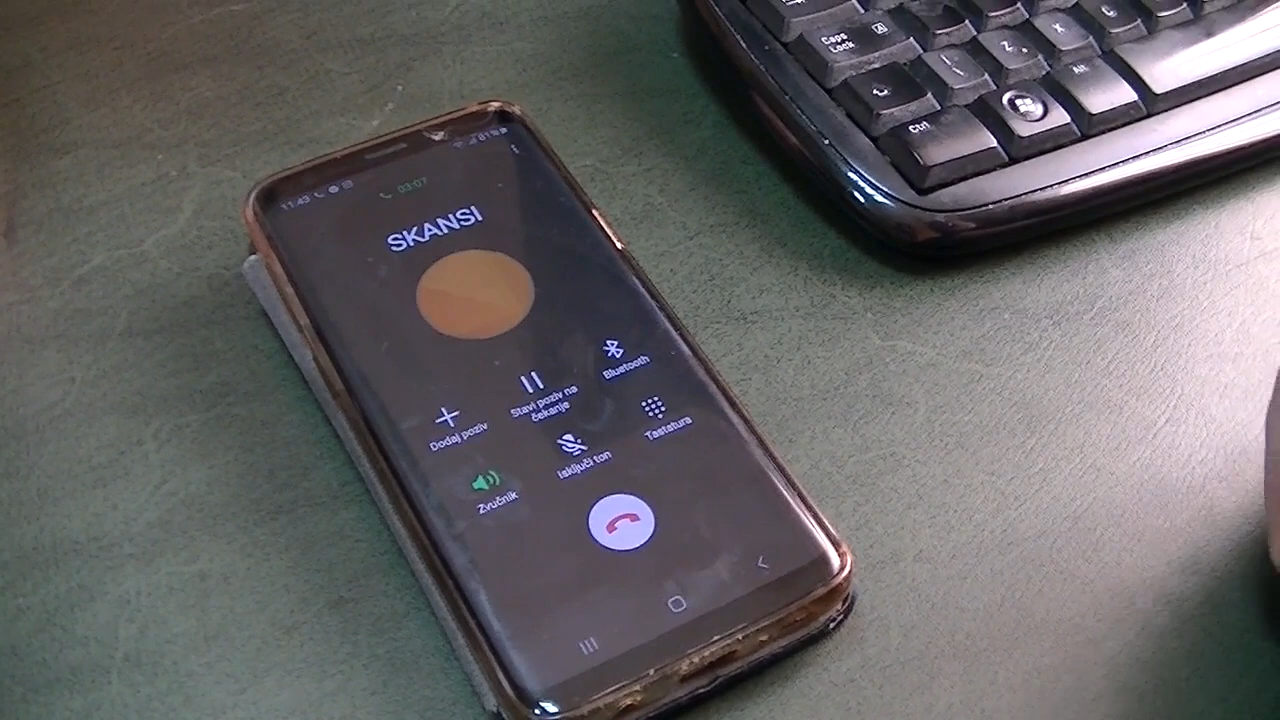 11:43
03:07
SKANSI
Bluetooth
Stavi poziv na
čekanje
Dodaj poziv
Tastatura
Isključi ton
Zvučnik
Caps
Lock
A
Z
X
C
Alt
Ctrl